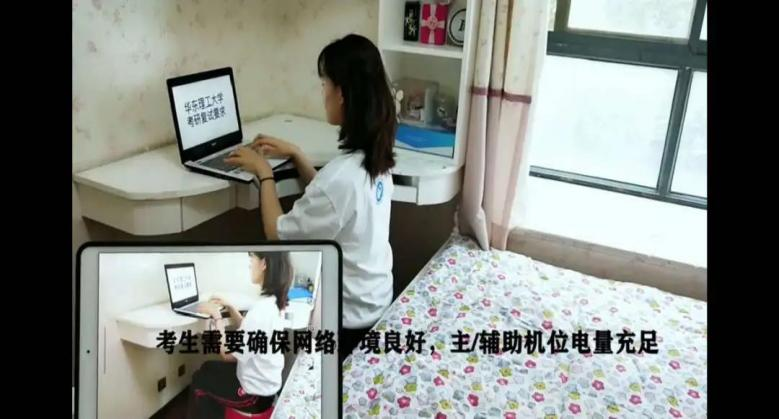 华东理工大学
考研复试要求
考生需要确保网络环境良好，主/辅助机位电量充足